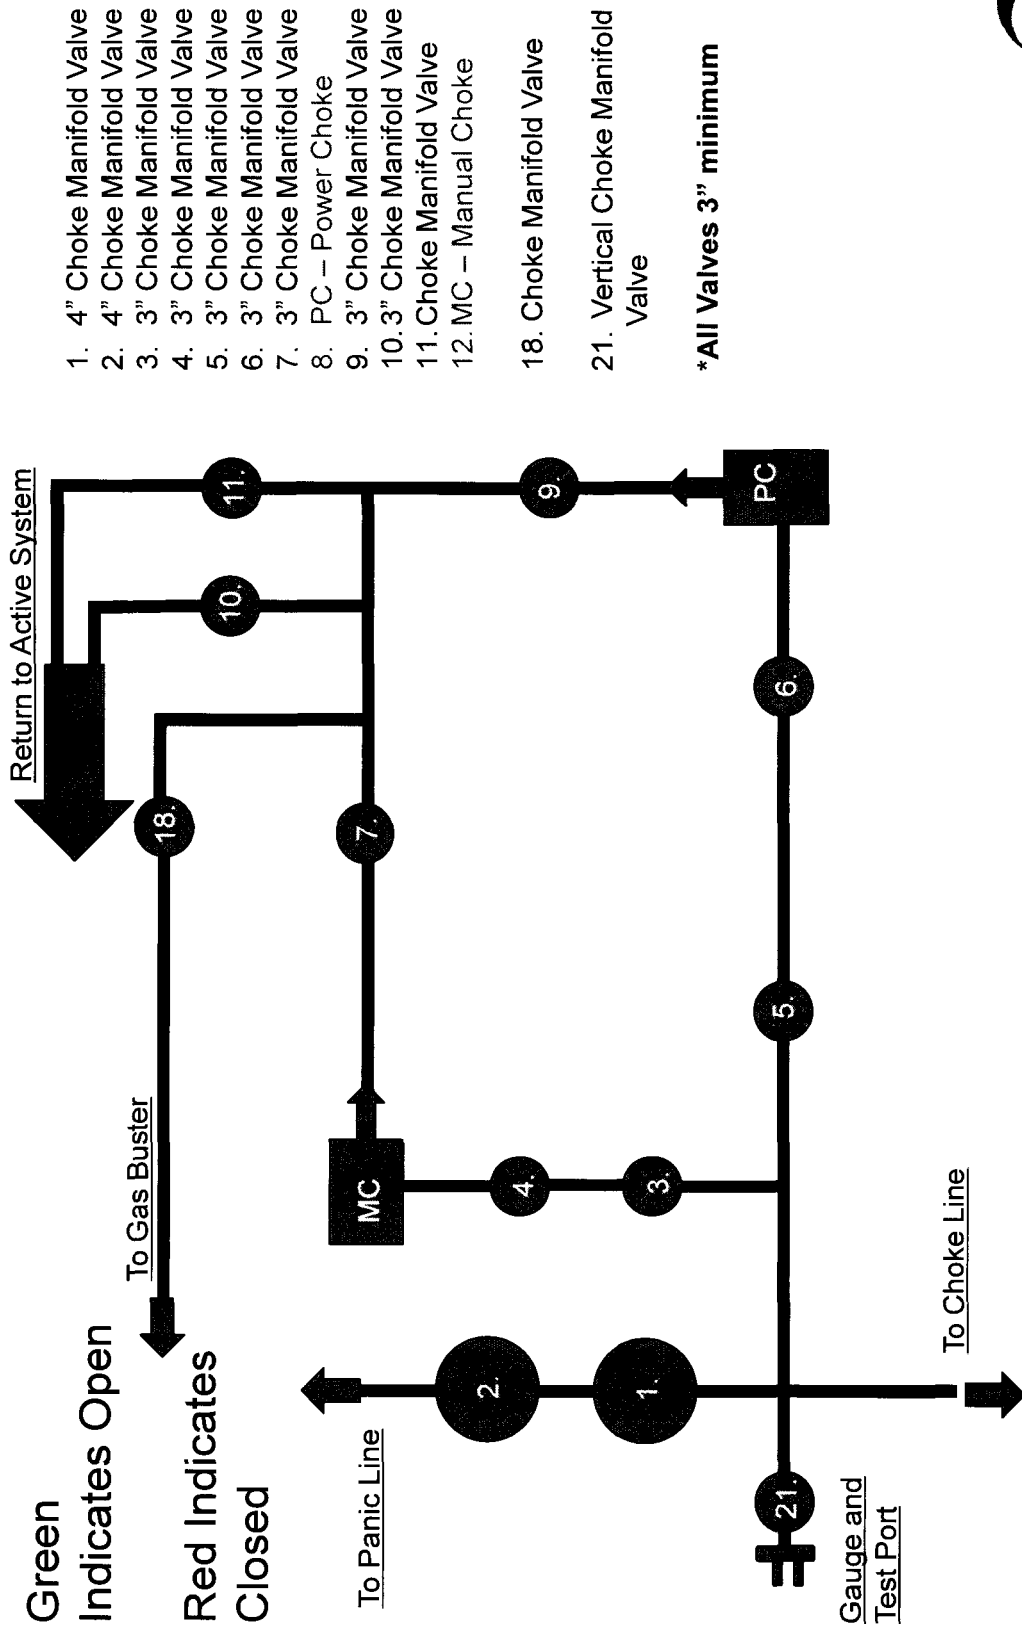 Green
Indicates Open
Red Indicates
Closed
To Gas Buster
Return to Active System
To Panic Line
Gauge and
Test Port
To Choke Line
MC
PC
1.
2.
3.
4.
5.
6.
7.
9.
10.
11.
18.
21.
1. 4” Choke Manifold Valve
2. 4” Choke Manifold Valve
3. 3” Choke Manifold Valve
4. 3” Choke Manifold Valve
5. 3” Choke Manifold Valve
6. 3” Choke Manifold Valve
7. 3” Choke Manifold Valve
8. PC – Power Choke
9. 3” Choke Manifold Valve
10. 3” Choke Manifold Valve
11. Choke Manifold Valve
12. MC – Manual Choke
18. Choke Manifold Valve
21. Vertical Choke Manifold
Valve
*All Valves 3” minimum